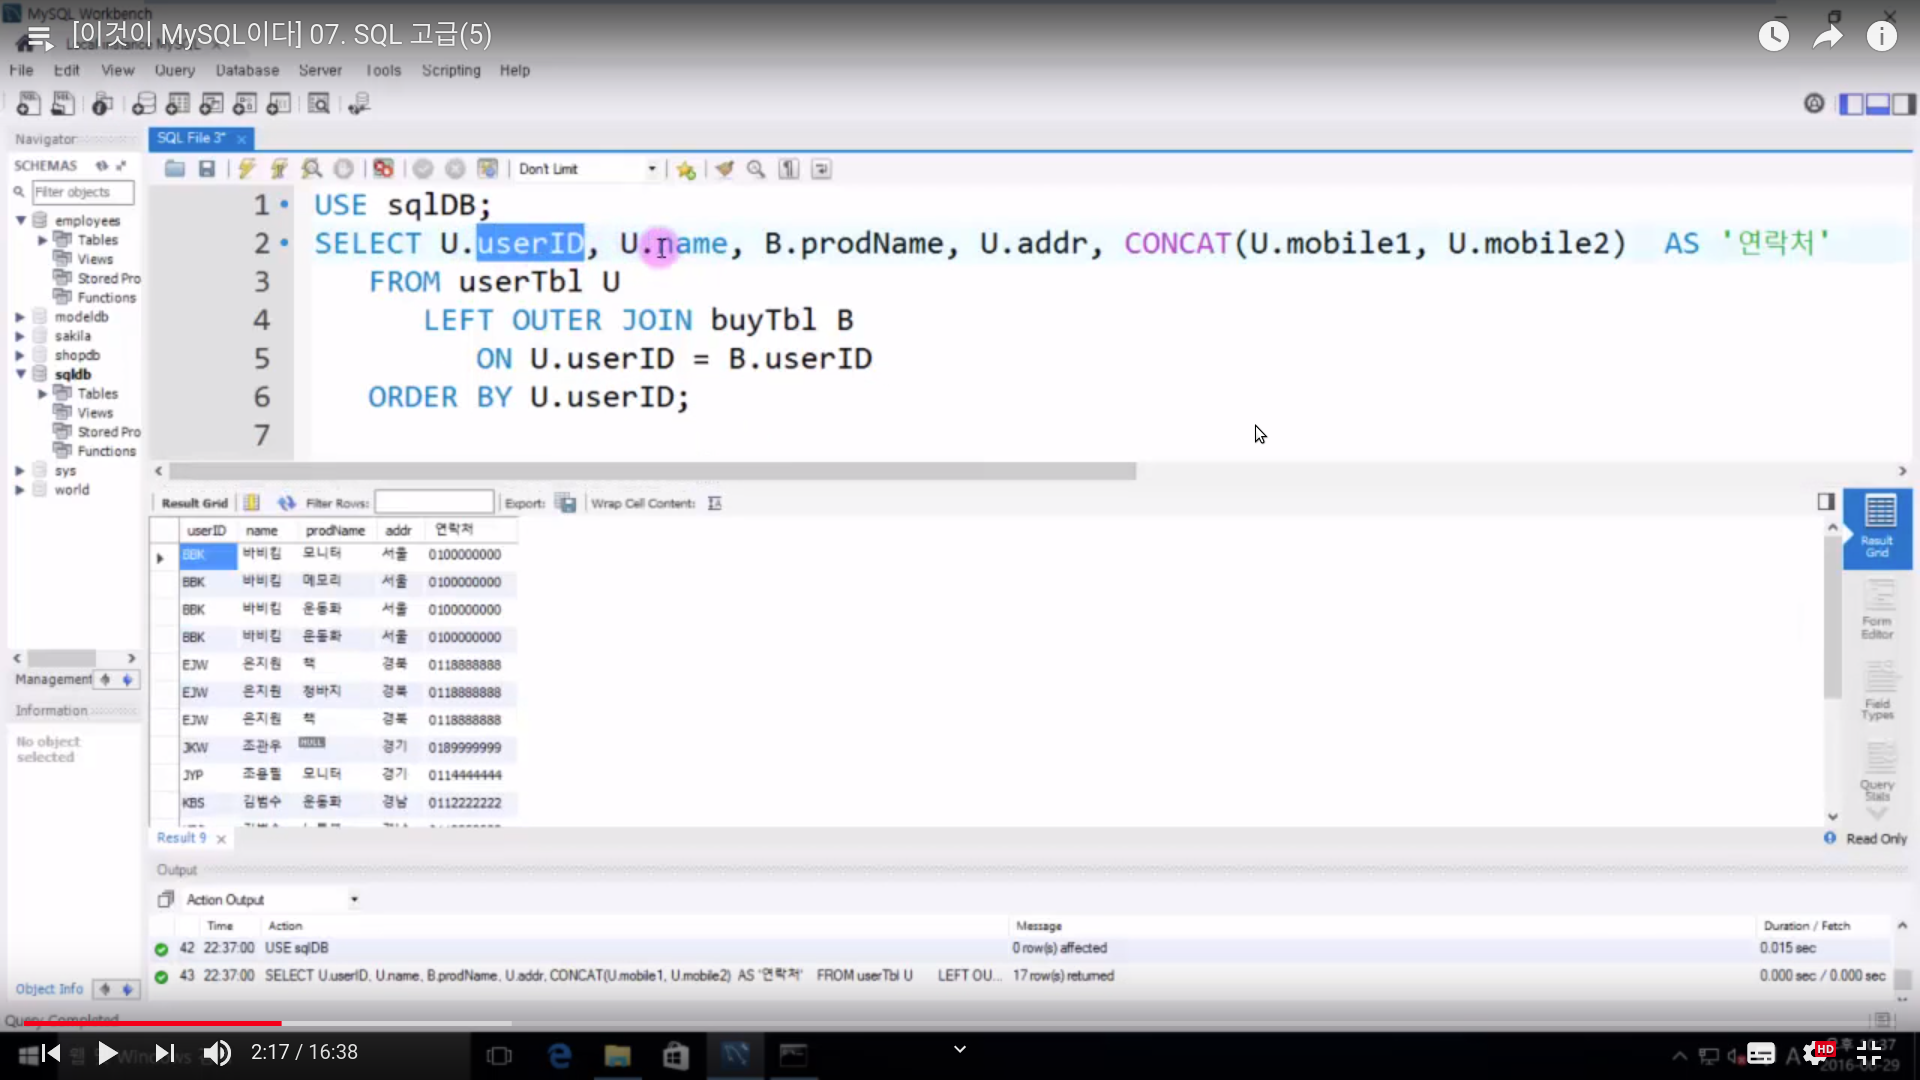 MySQL Workbench
[이것이 MySQL이다] 07. SQL 고급(5)
File Edit View Query Database Server Tools Scripting Help
Navigator
SQL File 3*
SCHEMAS
Don't Limit
Filter objects
employees
Tables
Views
Stored Pro
Functions
modeldb
sakila
shopdb
sqldb
Tables
Views
Stored Pro
Functions
sys
world
Management
Information
No object
selected
Object Info
1 USE sqlDB;
2 SELECT U.userID, U.name, B.prodName, U.addr, CONCAT(U.mobile1, U.mobile2) AS '연락처'
3 FROM userTbl U
4 LEFT OUTER JOIN buyTbl B
5 ON U.userID = B.userID
6 ORDER BY U.userID;
7
Result Grid Filter Rows: Export: Wrap Cell Content:
userID name prodName addr 연락처
BBK 바비킴 모니터 서울 0100000000
BBK 바비킴 메모리 서울 0100000000
BBK 바비킴 운동화 서울 0100000000
BBK 바비킴 운동화 서울 0100000000
EJW 은지원 책 경북 0118888888
EJW 은지원 청바지 경북 0118888888
EJW 은지원 책 경북 0118888888
JKW 조관우 NULL 경기 0189999999
JYP 조용필 모니터 경기 0114444444
KBS 김범수 운동화 경남 0112222222
Result
Grid
Form
Editor
Field
Types
Query
Stats
Result 9
Read Only
Output
Action Output
Time Action Message Duration / Fetch
42 22:37:00 USE sqlDB 0 row(s) affected 0.015 sec
43 22:37:00 SELECT U.userID, U.name, B.prodName, U.addr, CONCAT(U.mobile1, U.mobile2) AS '연락처' FROM userTbl U LEFT OU... 17 row(s) returned 0.000 sec / 0.000 sec
Query Completed
2:17 / 16:38
HD